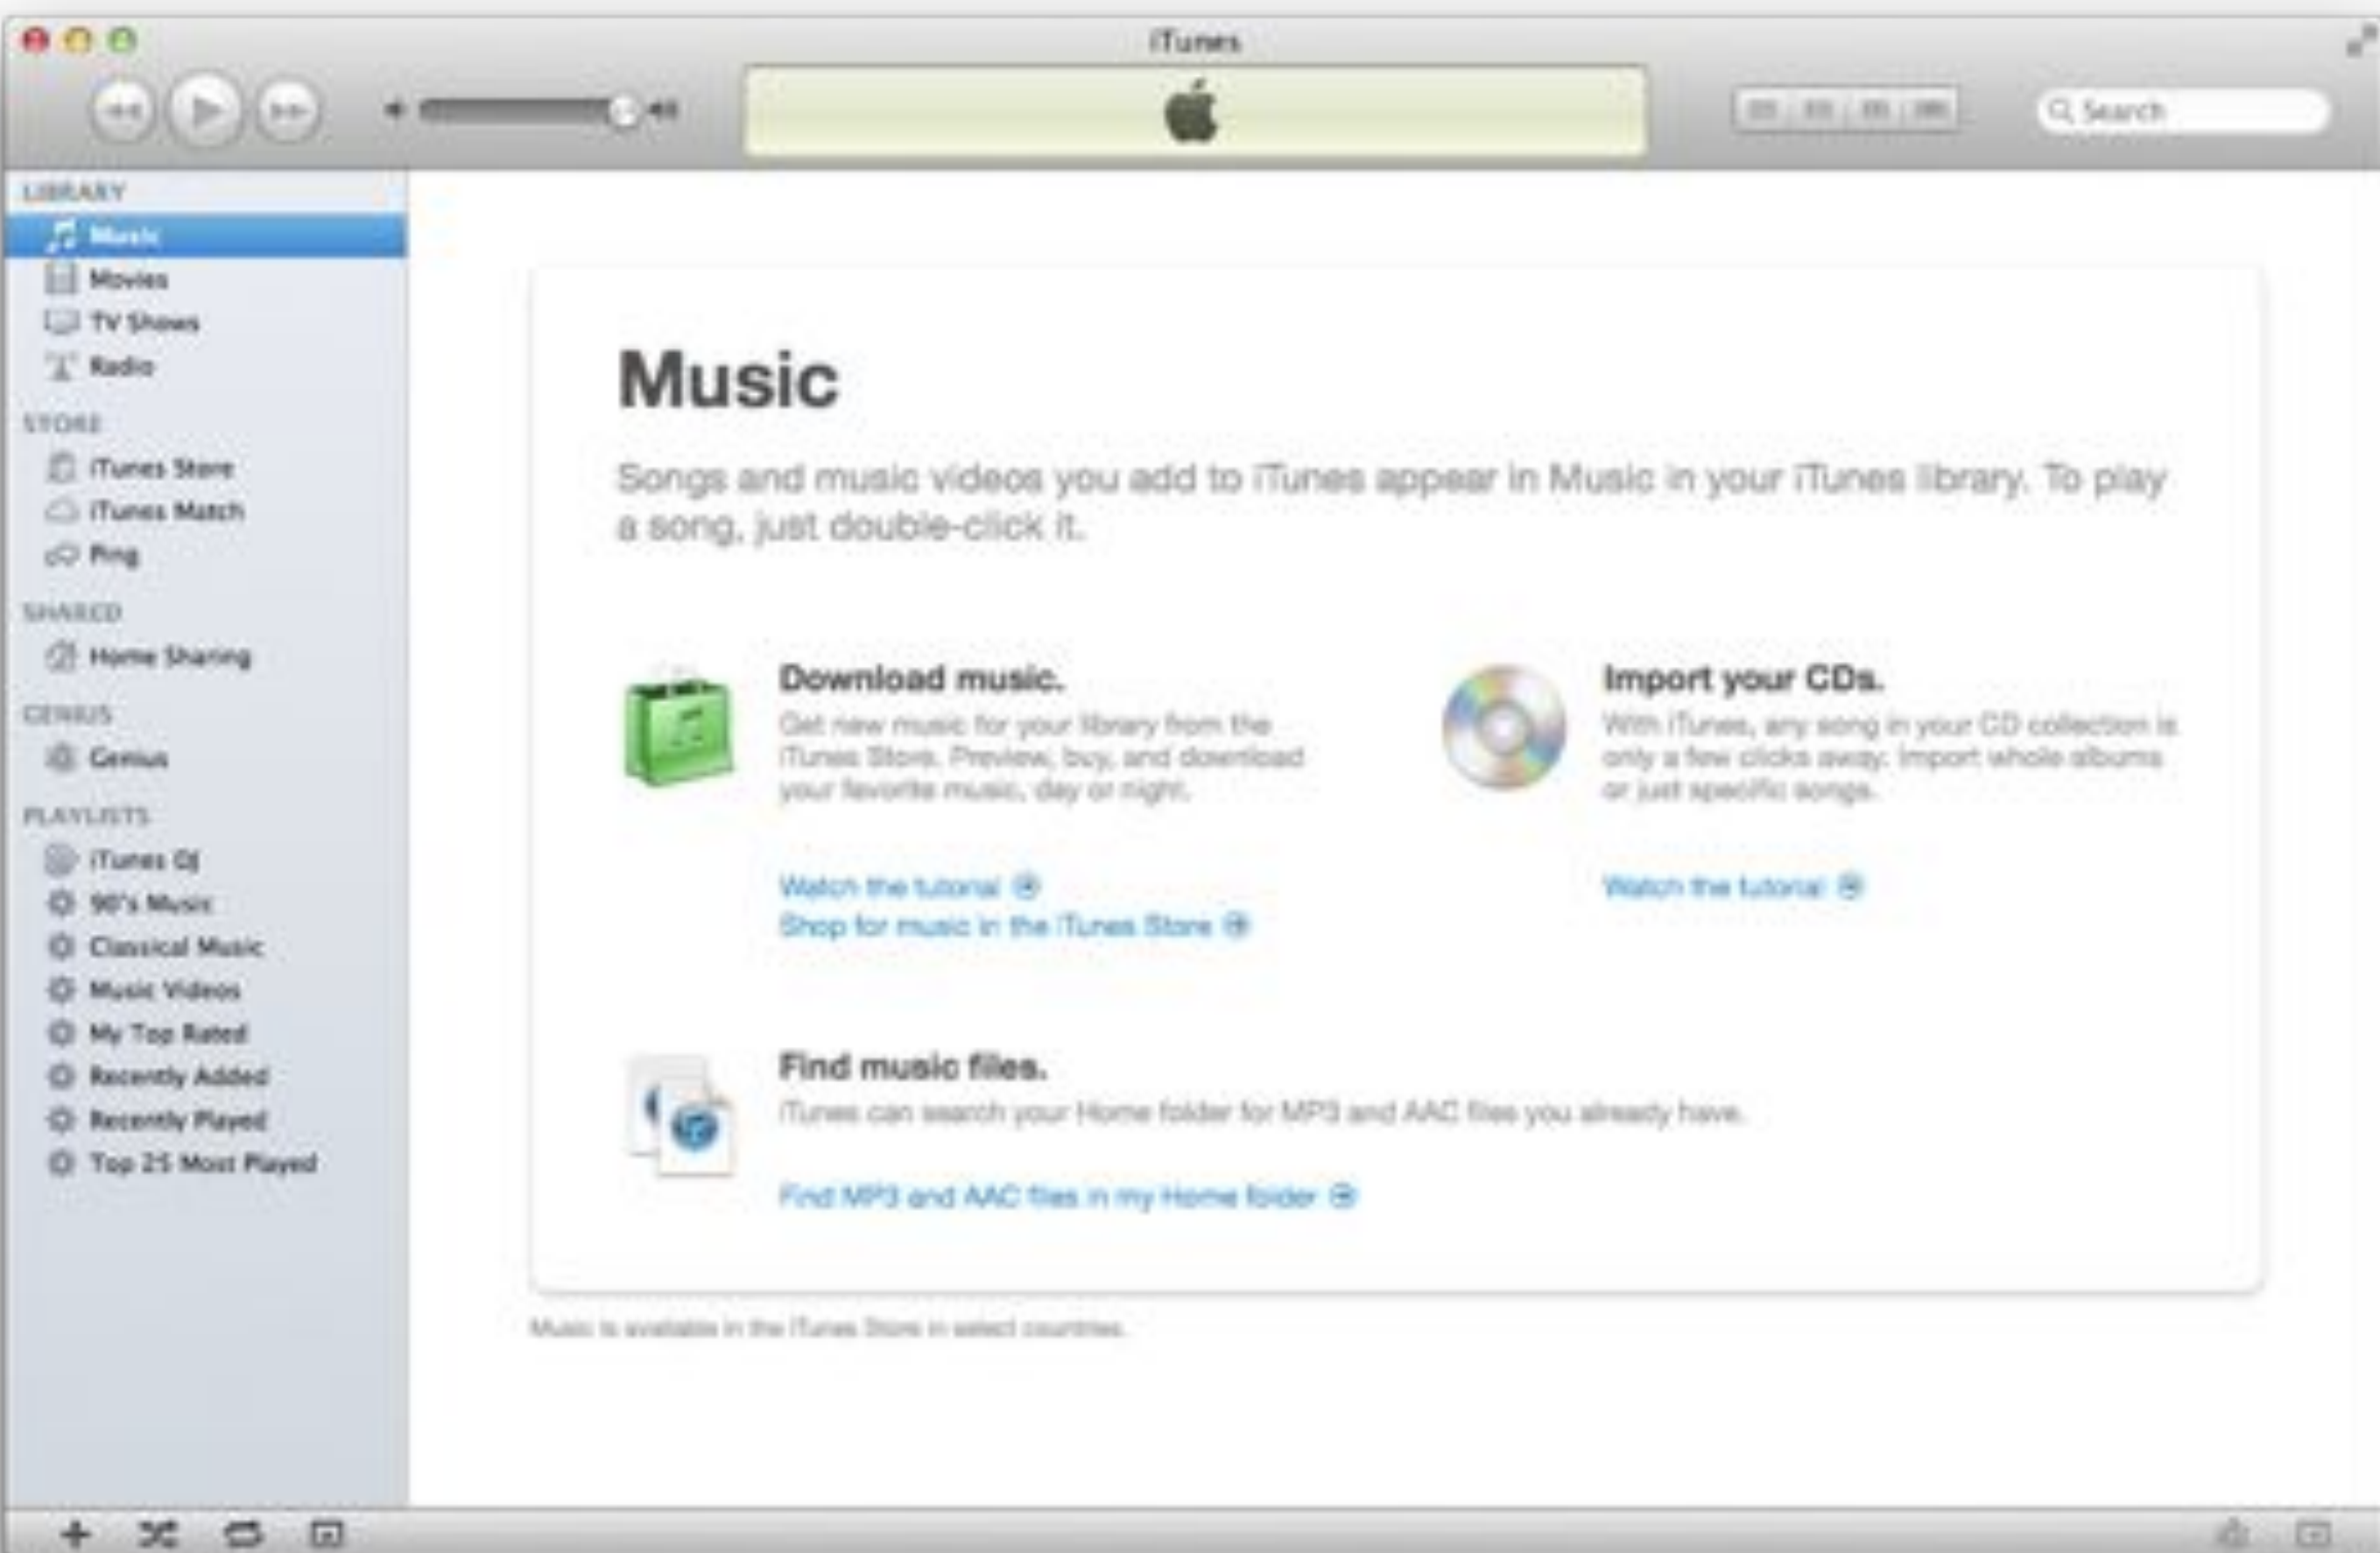 iTunes
Search
LIBRARY
Music
Movies
TV Shows
Radio
STORE
iTunes Store
iTunes Match
Ping
SHARED
Home Sharing
GENIUS
Genius
PLAYLISTS
iTunes DJ
90's Music
Classical Music
Music Videos
My Top Rated
Recently Added
Recently Played
Top 25 Most Played
Music
Songs and music videos you add to iTunes appear in Music in your iTunes library. To play
a song, just double-click it.
Download music.
Get new music for your library from the
iTunes Store. Preview, buy, and download
your favorite music, day or night.
Watch the tutorial
Shop for music in the iTunes Store
Import your CDs.
With iTunes, any song in your CD collection is
only a few clicks away. Import whole albums
or just specific songs.
Watch the tutorial
Find music files.
iTunes can search your Home folder for MP3 and AAC files you already have.
Find MP3 and AAC files in my Home folder
Music is available in the iTunes Store in select countries.